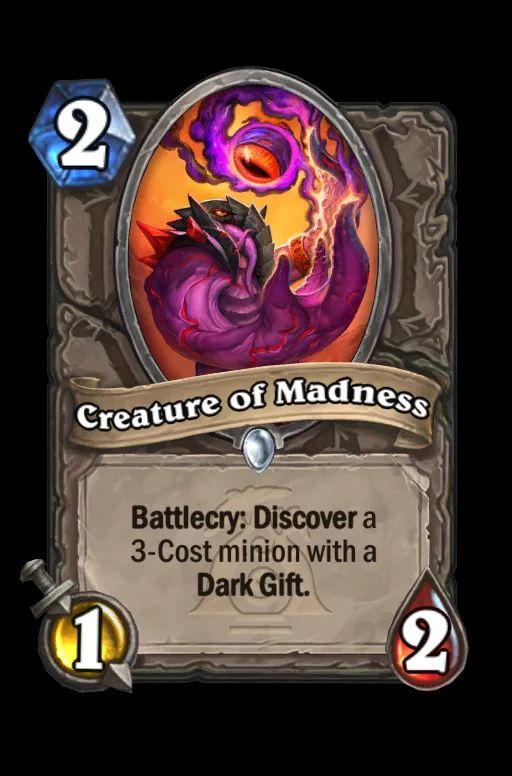 2
Creature of Madness
Battlecry: Discover a
3-Cost minion with a
Dark Gift.
1
2